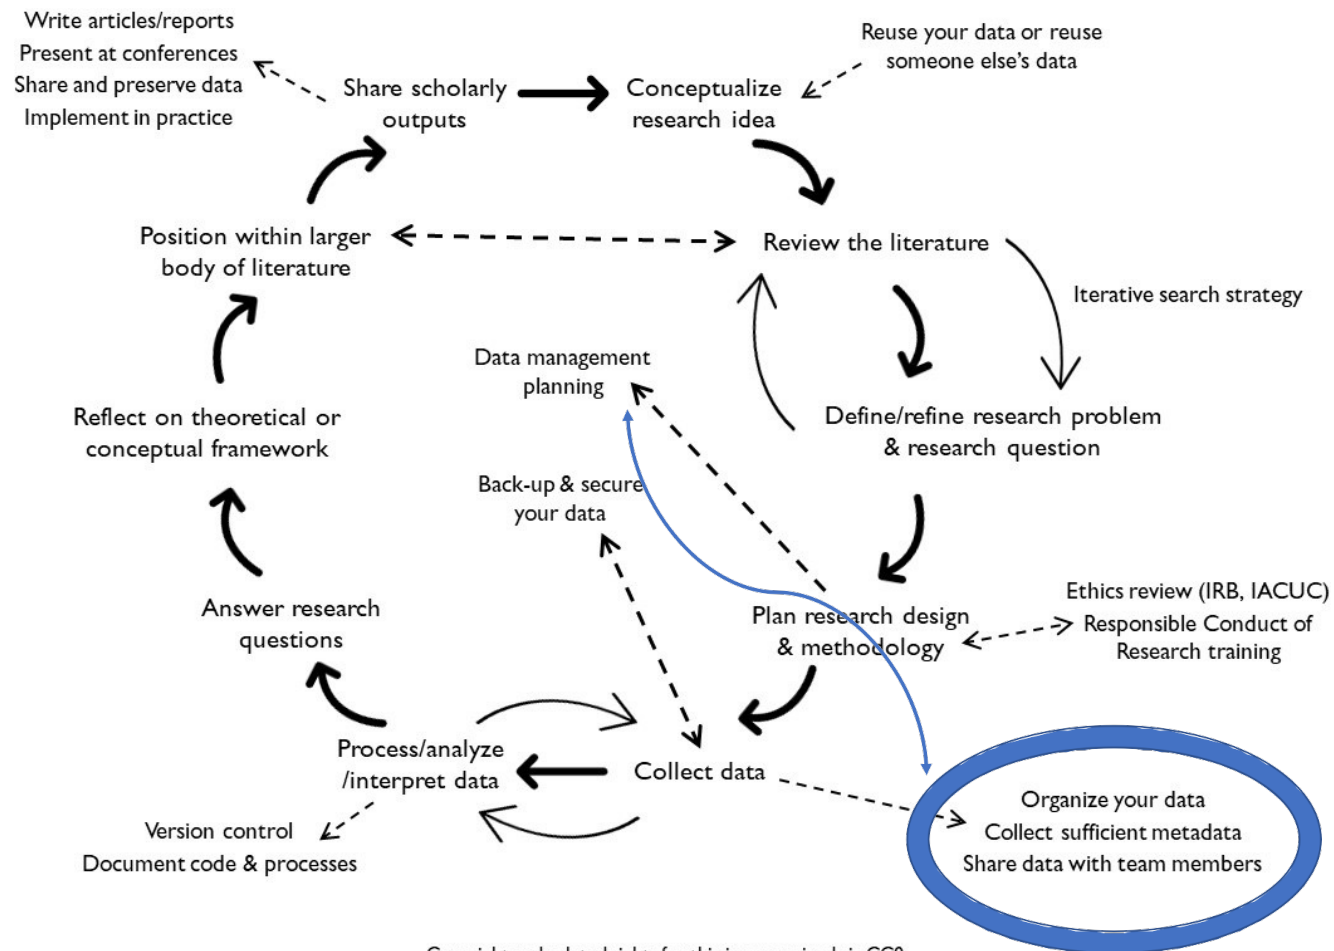 Write articles/reports
Present at conferences
Share and preserve data
Implement in practice
Share scholarly
outputs
Conceptualize
research idea
Reuse your data or reuse
someone else's data
Position within larger
body of literature
Review the literature
Iterative search strategy
Data management
planning
Reflect on theoretical or
conceptual framework
Define/refine research problem
& research question
Back-up & secure
your data
Answer research
questions
Plan research design
& methodology
Ethics review (IRB, IACUC)
Responsible Conduct of
Research training
Process/analyze
/interpret data
Collect data
Version control
Document code & processes
Organize your data
Collect sufficient metadata
Share data with team members